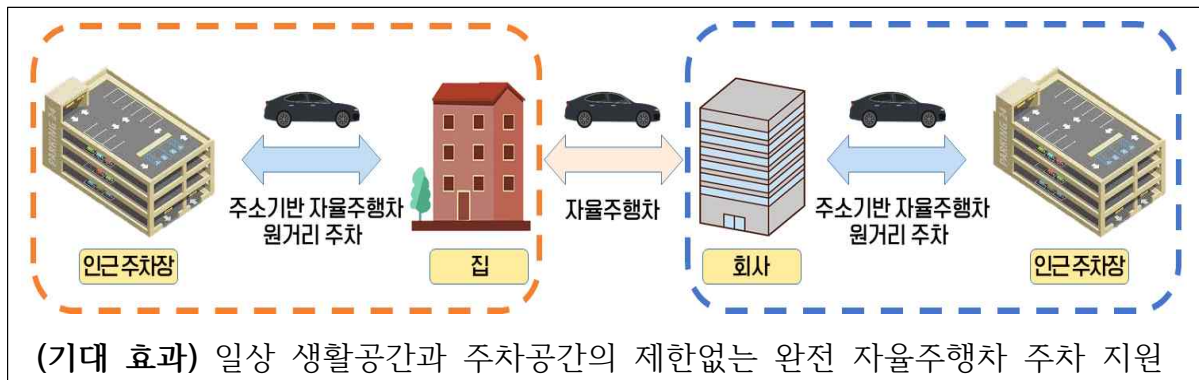 PARKING 24
주소기반 자율주행차
원거리 주차
자율주행차
주소기반 자율주행차
원거리 주차
PARKING 24
인근 주차장
집
회사
인근 주차장
(기대 효과) 일상 생활공간과 주차공간의 제한없는 완전 자율주행차 주차 지원